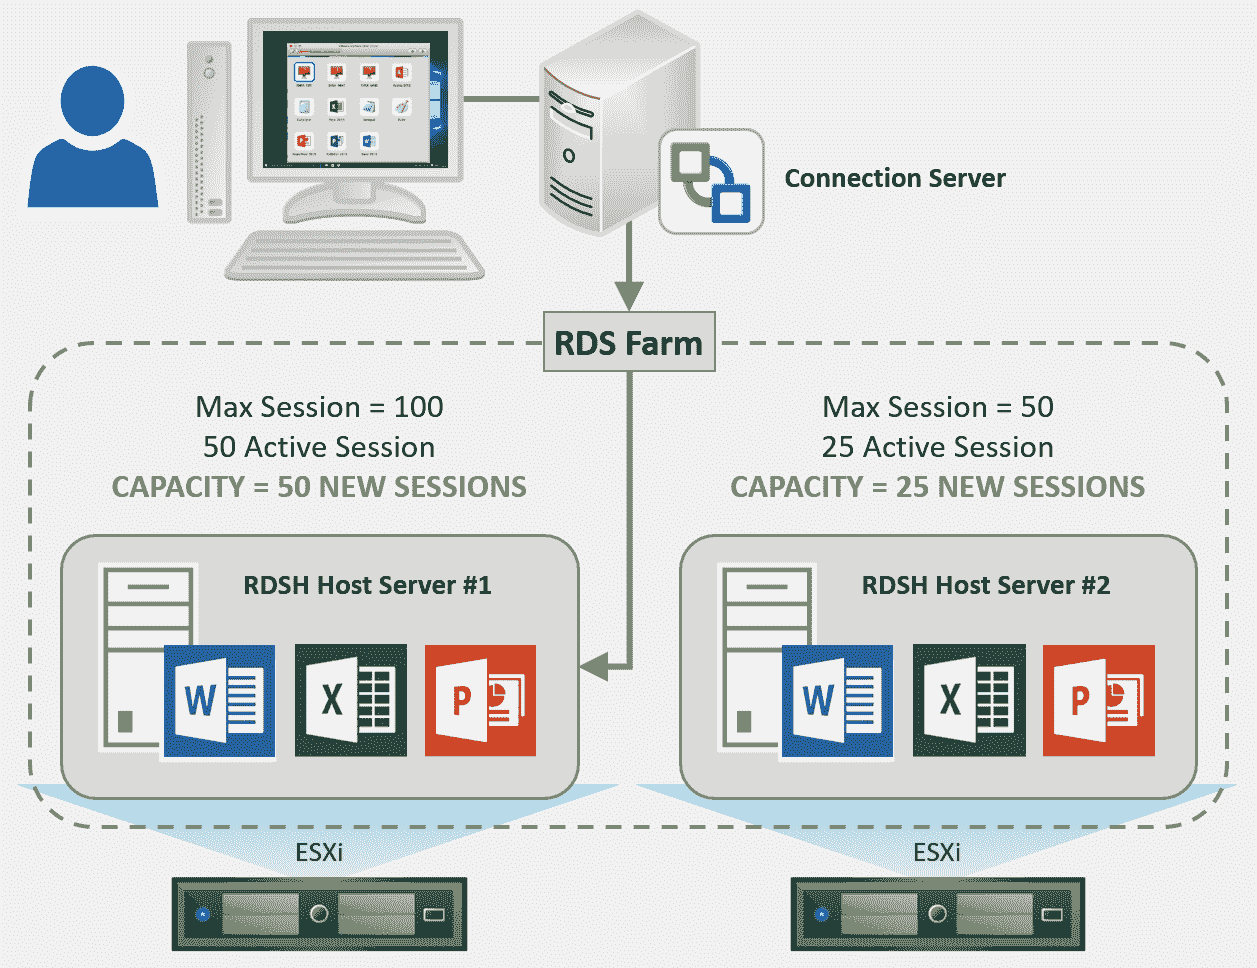 Connection Server
RDS Farm
Max Session = 100
50 Active Session
CAPACITY = 50 NEW SESSIONS
Max Session = 50
25 Active Session
CAPACITY = 25 NEW SESSIONS
RDSH Host Server #1
W
X
P
RDSH Host Server #2
W
X
P
ESXi
ESXi